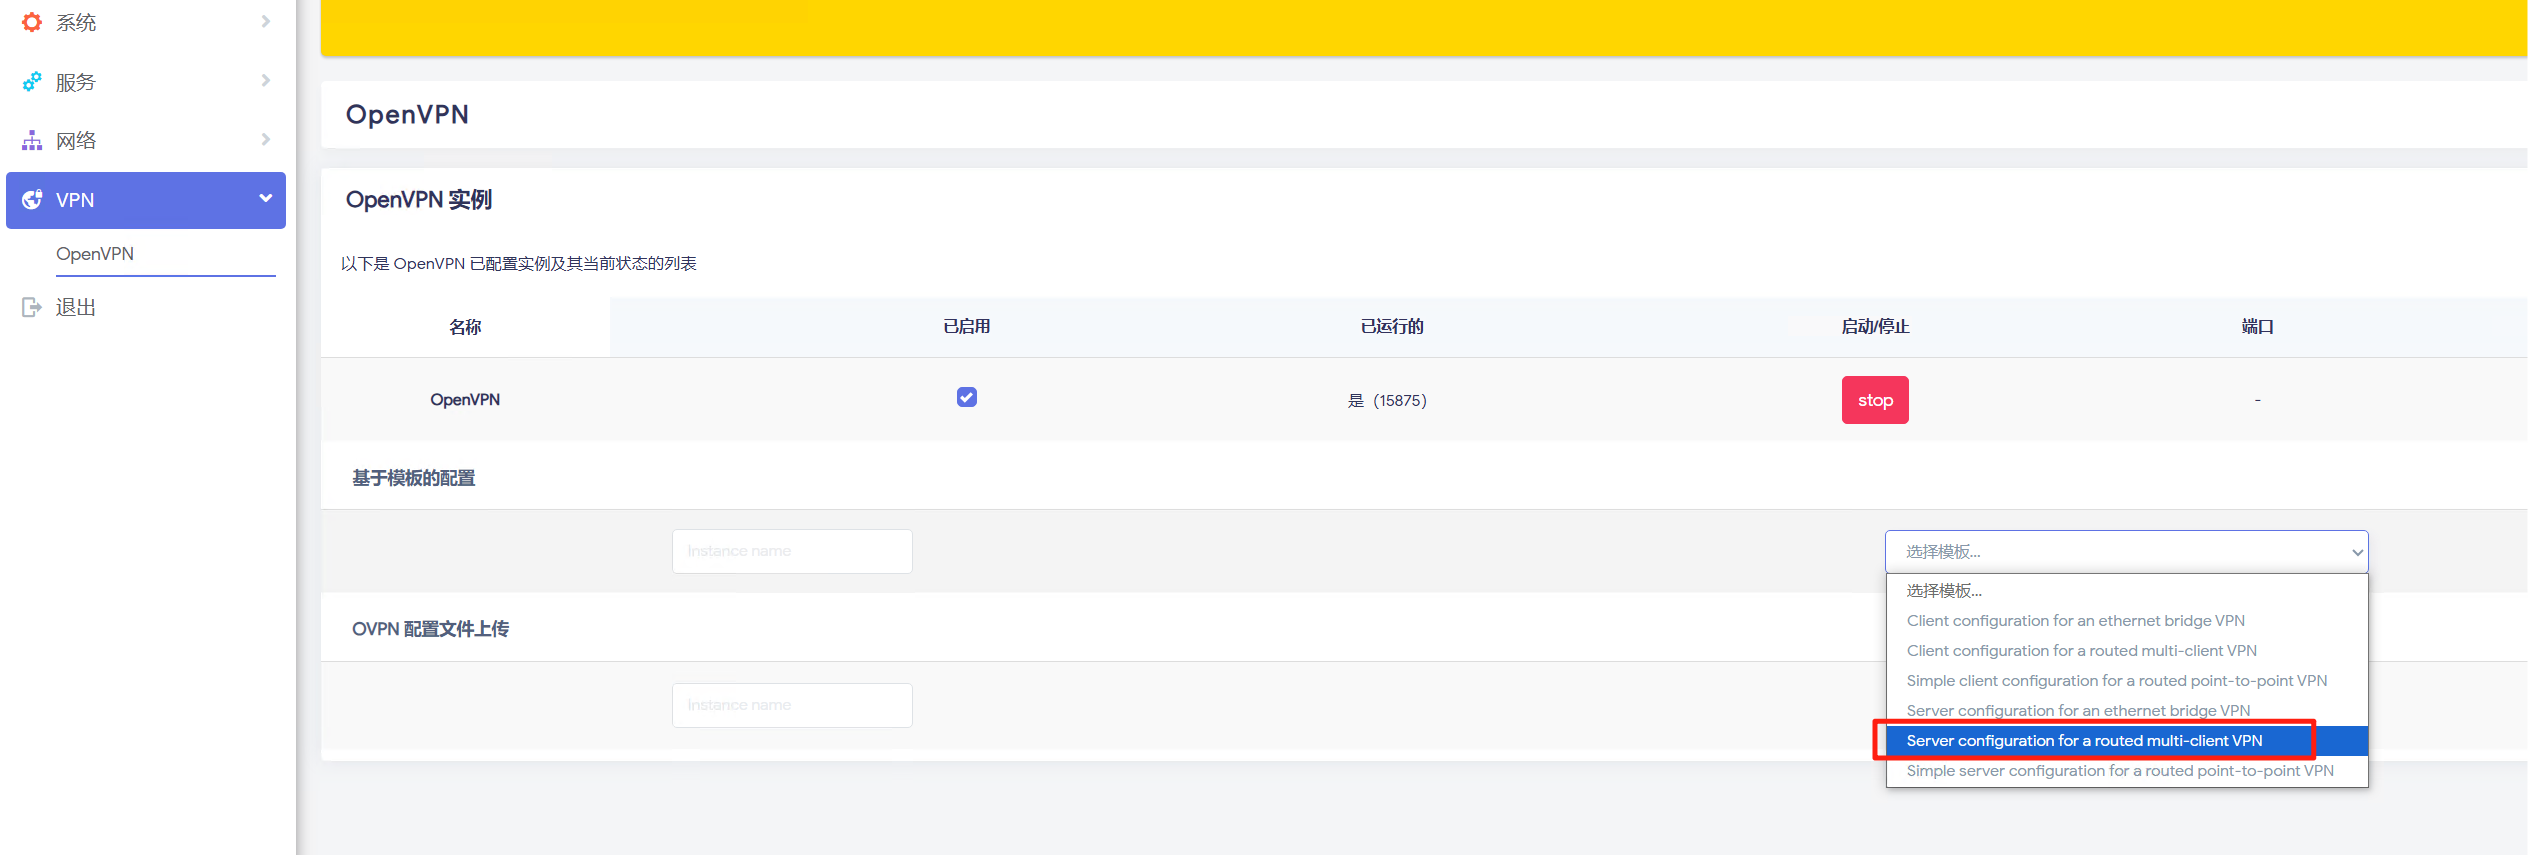 系统
服务
网络
VPN
OpenVPN
退出
OpenVPN
OpenVPN 实例
以下是 OpenVPN 已配置实例及其当前状态的列表
名称 已启用 已运行的 启动/停止 端口
OpenVPN 是（15875） stop -
基于模板的配置
Instance name 选择模板...
选择模板...
Client configuration for an ethernet bridge VPN
Client configuration for a routed multi-client VPN
Simple client configuration for a routed point-to-point VPN
Server configuration for an ethernet bridge VPN
Server configuration for a routed multi-client VPN
Simple server configuration for a routed point-to-point VPN
OVPN 配置文件上传
Instance name